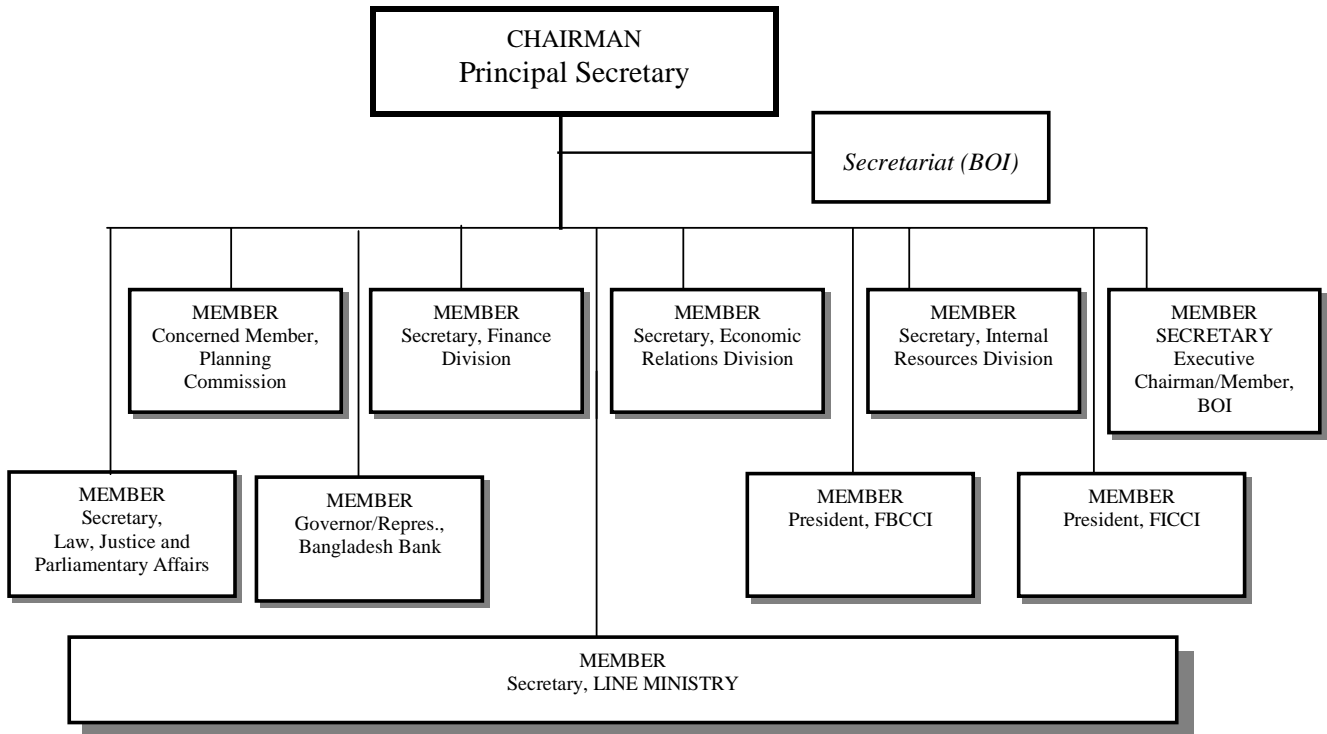 CHAIRMAN
Principal Secretary
Secretariat (BOI)
MEMBER
Concerned Member,
Planning
Commission
MEMBER
Secretary, Finance
Division
MEMBER
Secretary, Economic
Relations Division
MEMBER
Secretary, Internal
Resources Division
MEMBER
SECRETARY
Executive
Chairman/Member,
BOI
MEMBER
Secretary,
Law, Justice and
Parliamentary Affairs
MEMBER
Governor/Repres.,
Bangladesh Bank
MEMBER
President, FBCCI
MEMBER
President, FICCI
MEMBER
Secretary, LINE MINISTRY